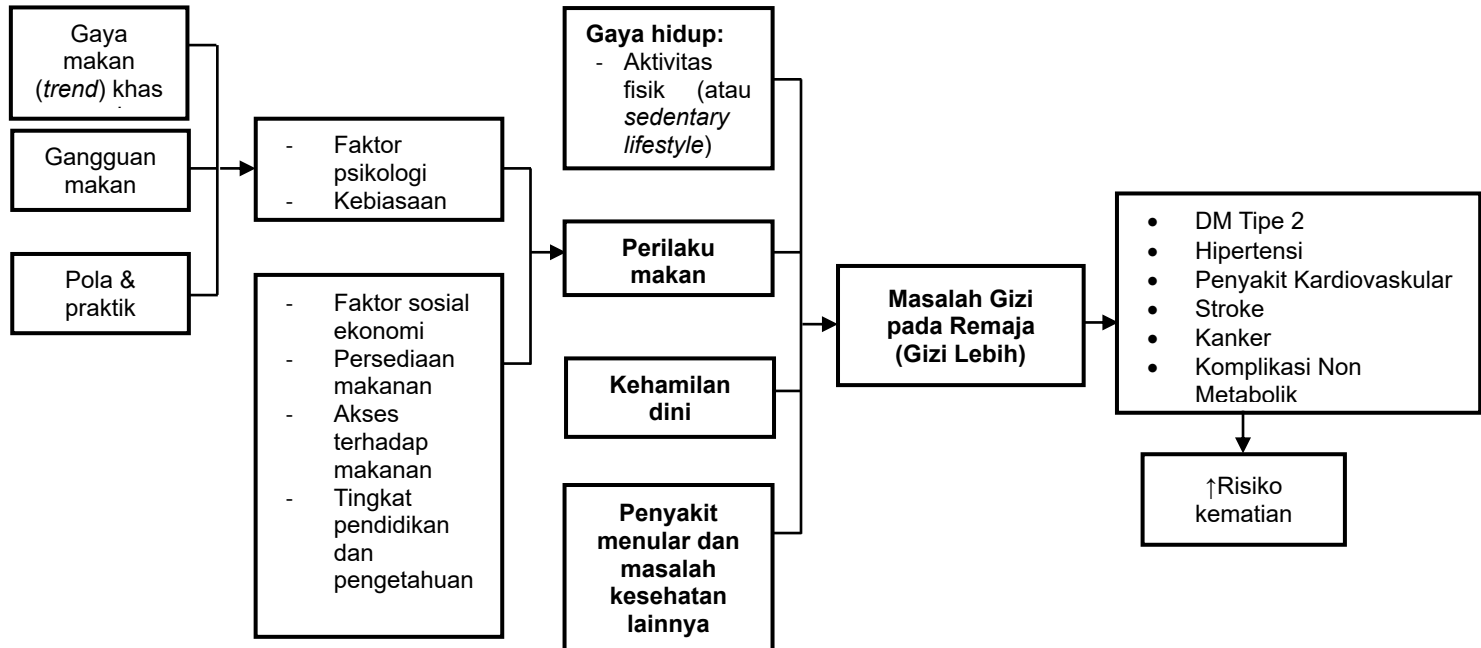 Gaya
makan
(trend) khas
Gangguan
makan
Pola &
praktik
- Faktor
psikologi
- Kebiasaan
- Faktor sosial
ekonomi
- Persediaan
makanan
- Akses
terhadap
makanan
- Tingkat
pendidikan
dan
pengetahuan
Gaya hidup:
- Aktivitas
fisik (atau
sedentary
lifestyle)
Perilaku
makan
Kehamilan
dini
Penyakit
menular dan
masalah
kesehatan
lainnya
Masalah Gizi
pada Remaja
(Gizi Lebih)
• DM Tipe 2
• Hipertensi
• Penyakit Kardiovaskular
• Stroke
• Kanker
• Komplikasi Non
Metabolik
↑Risiko
kematian